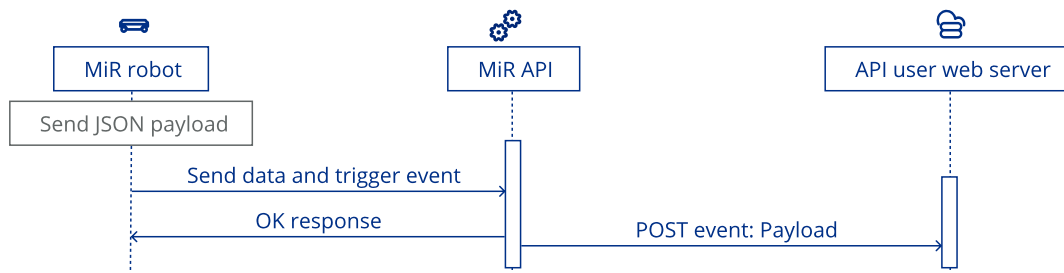 MiR robot
MiR API
API user web server
Send JSON payload
Send data and trigger event
OK response
POST event: Payload